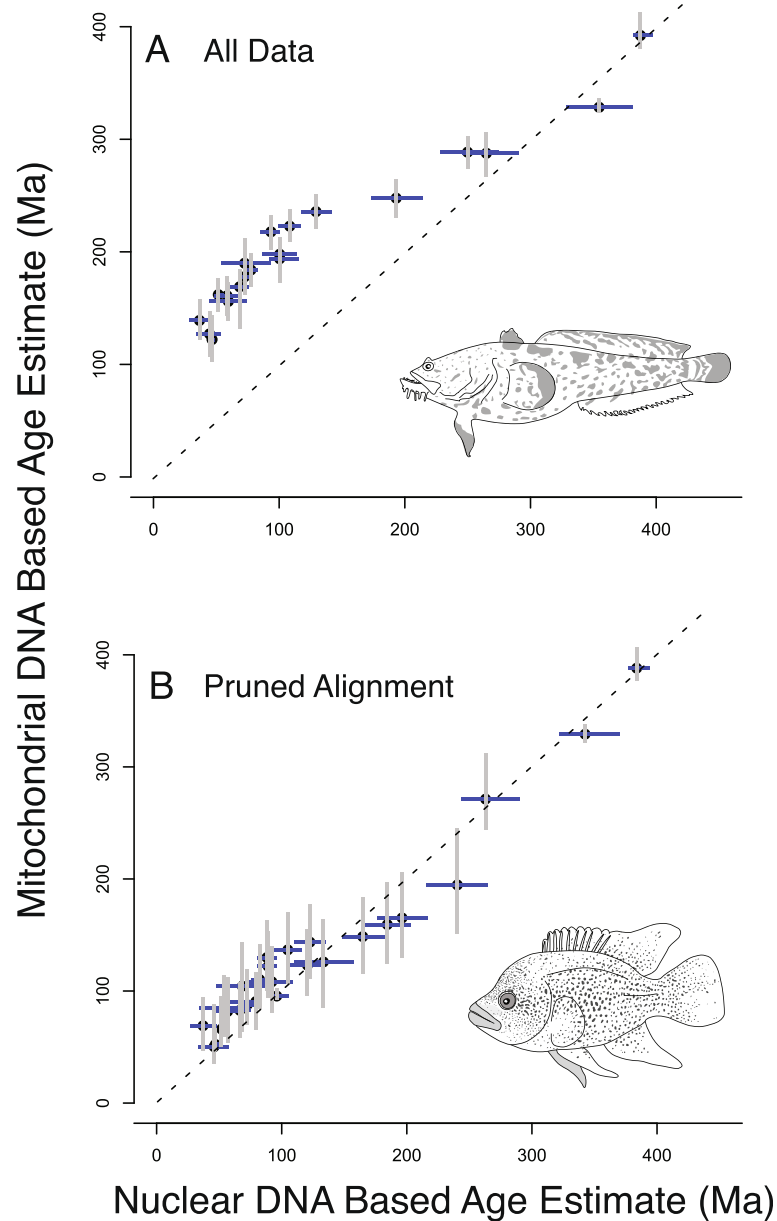 Mitochondrial DNA Based Age Estimate (Ma)
A All Data
400
300
200
100
0
0 100 200 300 400
B Pruned Alignment
400
300
200
100
0
0 100 200 300 400
Nuclear DNA Based Age Estimate (Ma)